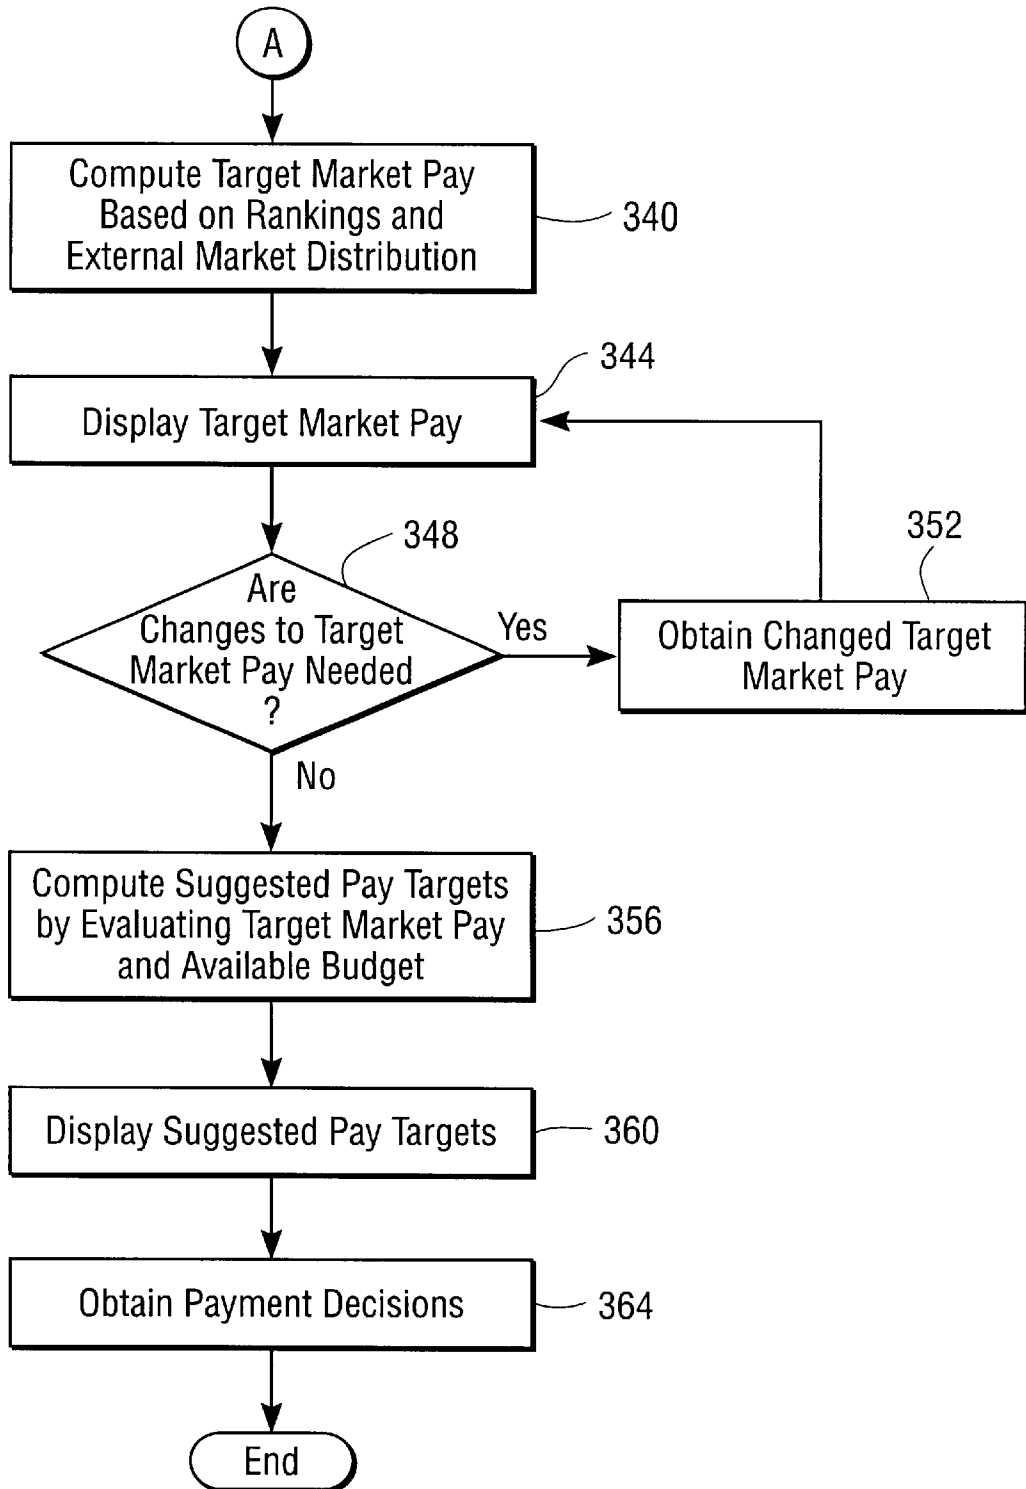 A
Compute Target Market Pay
Based on Rankings and
External Market Distribution
340
344
Display Target Market Pay
348
Are
Changes to Target
Market Pay Needed
?
Yes
352
Obtain Changed Target
Market Pay
No
Compute Suggested Pay Targets
by Evaluating Target Market Pay
and Available Budget
356
Display Suggested Pay Targets
360
Obtain Payment Decisions
364
End